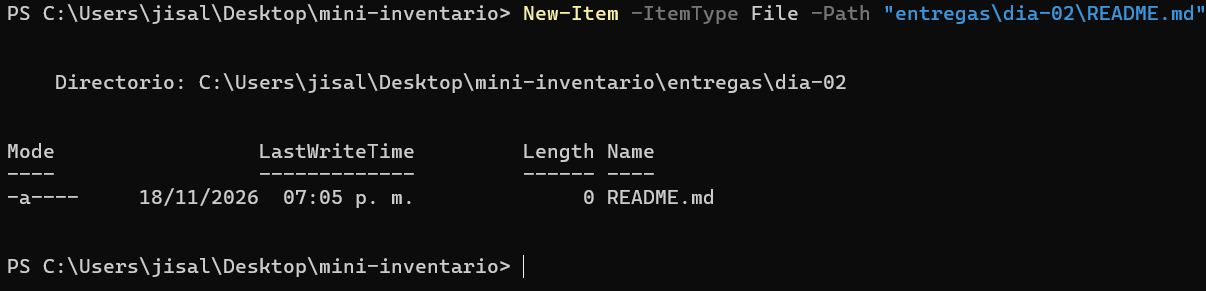 PS C:\Users\jisal\Desktop\mini-inventario> New-Item -ItemType File -Path "entregas\dia-02\README.md"
Directorio: C:\Users\jisal\Desktop\mini-inventario\entregas\dia-02
Mode LastWriteTime Length Name
---- ------------- ------ ----
-a---- 18/11/2026 07:05 p. m. 0 README.md
PS C:\Users\jisal\Desktop\mini-inventario>